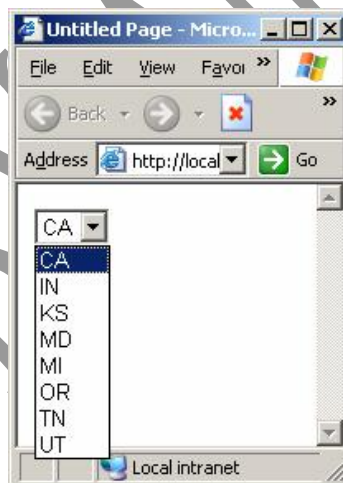 Untitled Page - Micro...
File Edit View Favor »
Back »
Address http://local Go
CA
CA
IN
KS
MD
MI
OR
TN
UT
Local intranet